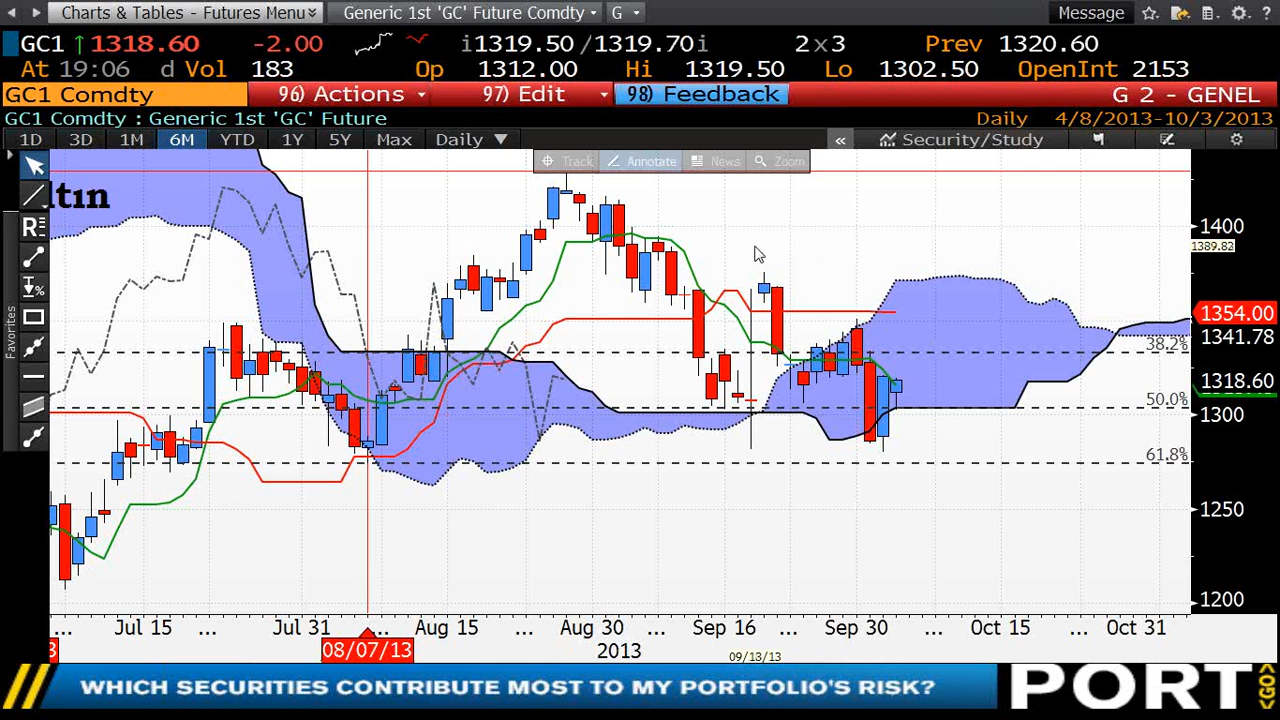 Charts & Tables - Futures Menu Generic 1st 'GC' Future Comdty G Message
GC1 ↑1318.60 -2.00 i1319.50 /1319.70i 2x3 Prev 1320.60
At 19:06 d Vol 183 Op 1312.00 Hi 1319.50 Lo 1302.50 OpenInt 2153
GC1 Comdty 96) Actions 97) Edit 98) Feedback G 2 - GENEL
GC1 Comdty : Generic 1st 'GC' Future Daily 4/8/2013-10/3/2013
1D 3D 1M 6M YTD 1Y 5Y Max Daily ▼ « Security/Study
Track Annotate News Zoom
ltın
1400
1389.82
1354.00
1341.78
38.2%
1318.60
50.0%
1300
61.8%
1250
1200
Favorites
... Jul 15 ... Jul 31 ... Aug 15 ... Aug 30 ... Sep 16 ... Sep 30 ... Oct 15 ... Oct 31
3 08/07/13 2013 09/13/13
// WHICH SECURITIES CONTRIBUTE MOST TO MY PORTFOLIO'S RISK? PORT <GO>